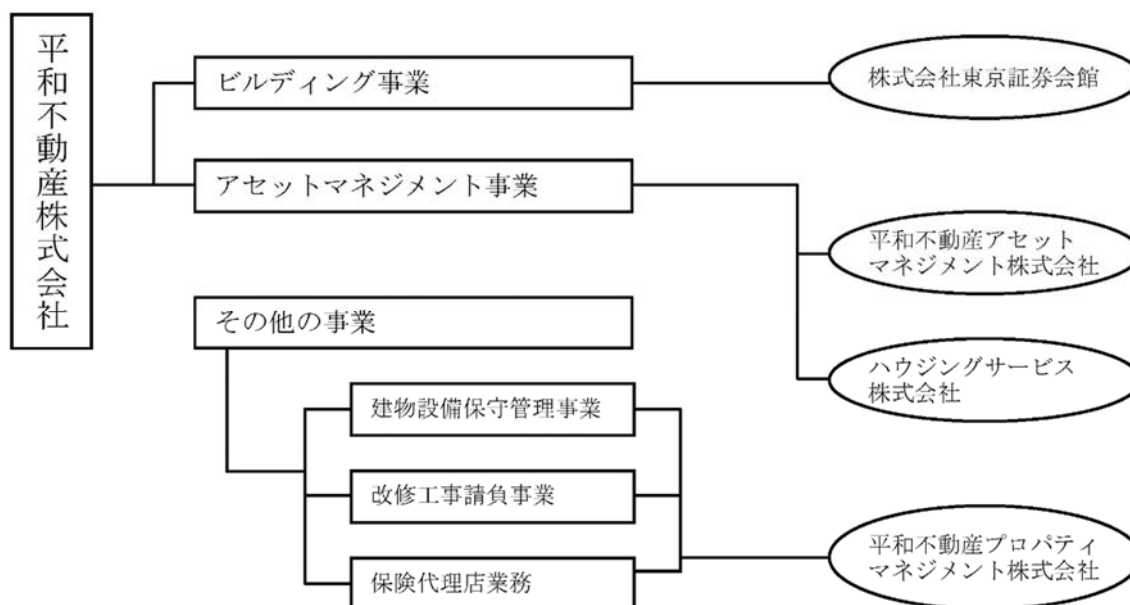 平和不動産株式会社
ビルディング事業
株式会社東京証券会館
アセットマネジメント事業
平和不動産アセット
マネジメント株式会社
その他の事業
ハウジングサービス
株式会社
建物設備保守管理事業
改修工事請負事業
保険代理店業務
平和不動産プロパティ
マネジメント株式会社